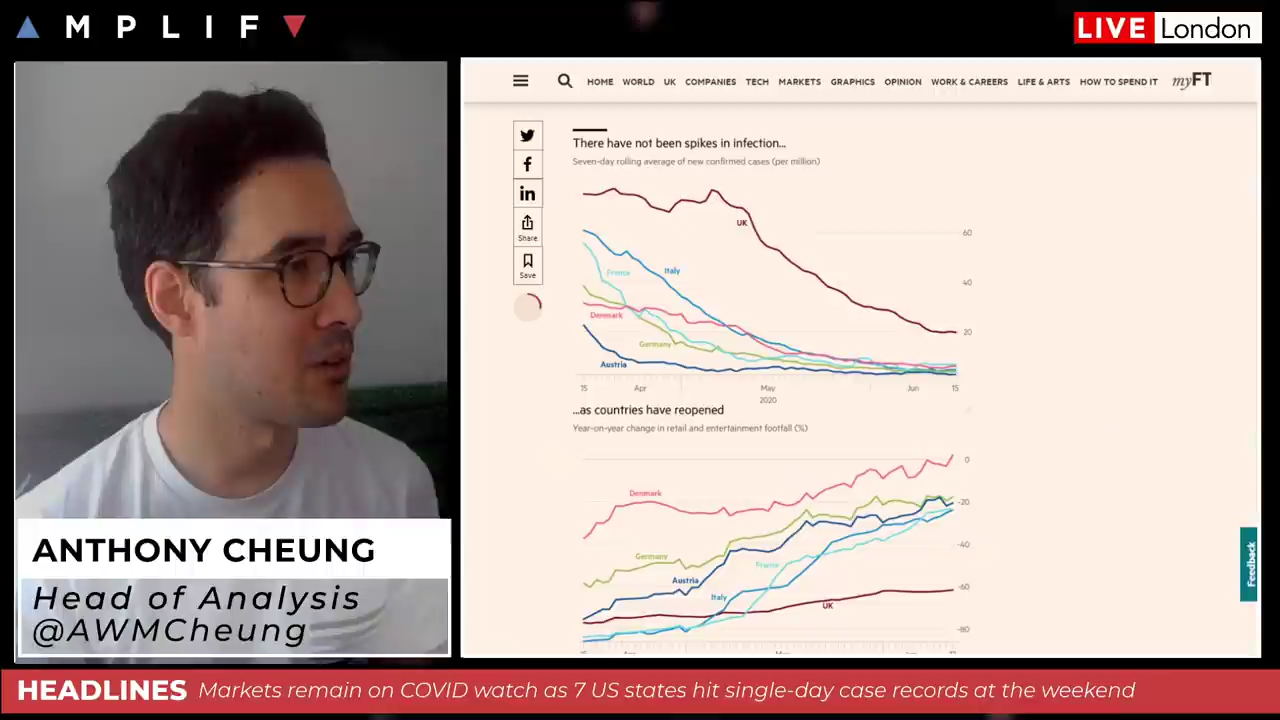 AMPLIFY
LIVE London
HOME WORLD UK COMPANIES TECH MARKETS GRAPHICS OPINION WORK & CAREERS LIFE & ARTS HOW TO SPEND IT myFT
There have not been spikes in infection...
Seven-day rolling average of new confirmed cases (per million)
UK
60
Italy
France
40
Denmark
20
Germany
Austria
15 Apr May Jun 15
2020
Share
Save
...as countries have reopened
Year-on-year change in retail and entertainment footfall (%)
0
Denmark
-20
-40
Germany
France
Austria
-60
Italy
UK
-80
Feedback
ANTHONY CHEUNG
Head of Analysis
@AWMCheung
HEADLINES Markets remain on COVID watch as 7 US states hit single-day case records at the weekend